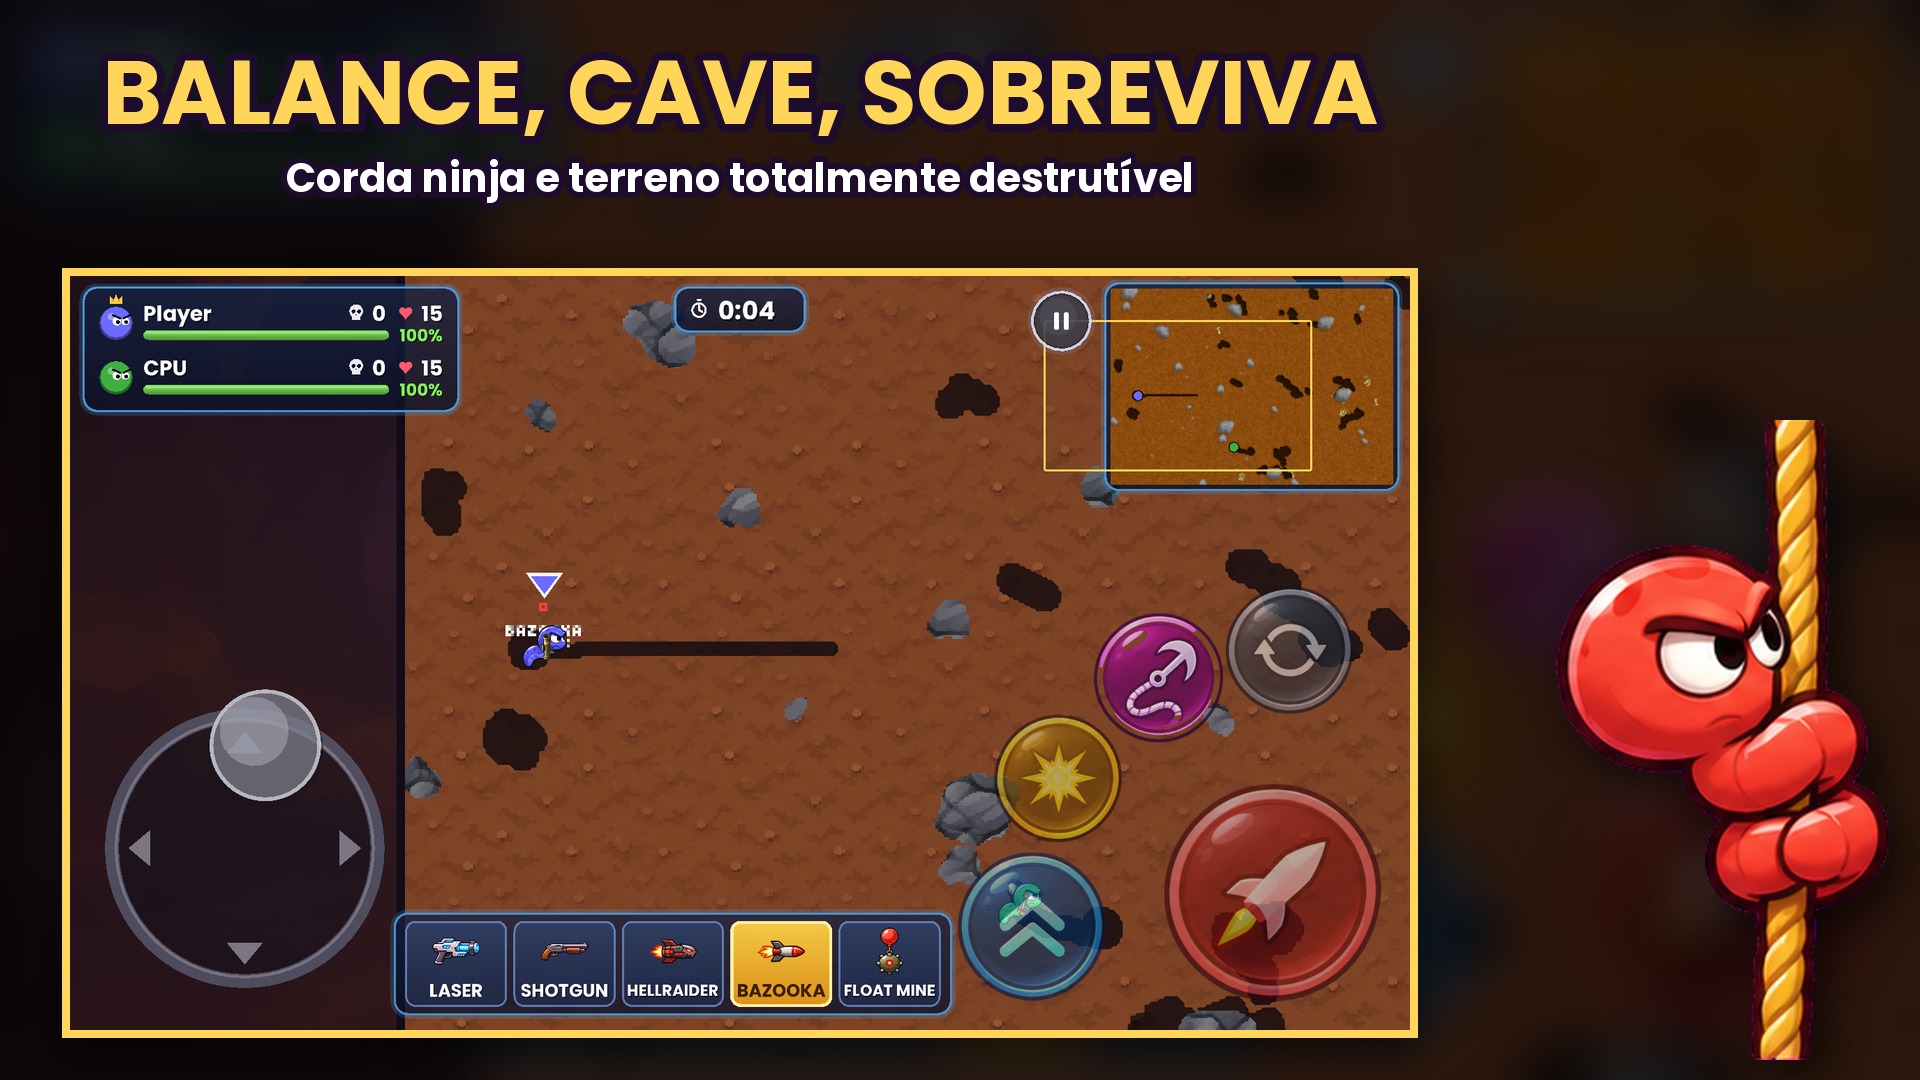 BALANCE, CAVE, SOBREVIVA
Corda ninja e terreno totalmente destrutível
Player 0 15
100%
CPU 0 15
100%
0:04
LASER
SHOTGUN
HELLRAIDER
BAZOOKA
FLOAT MINE